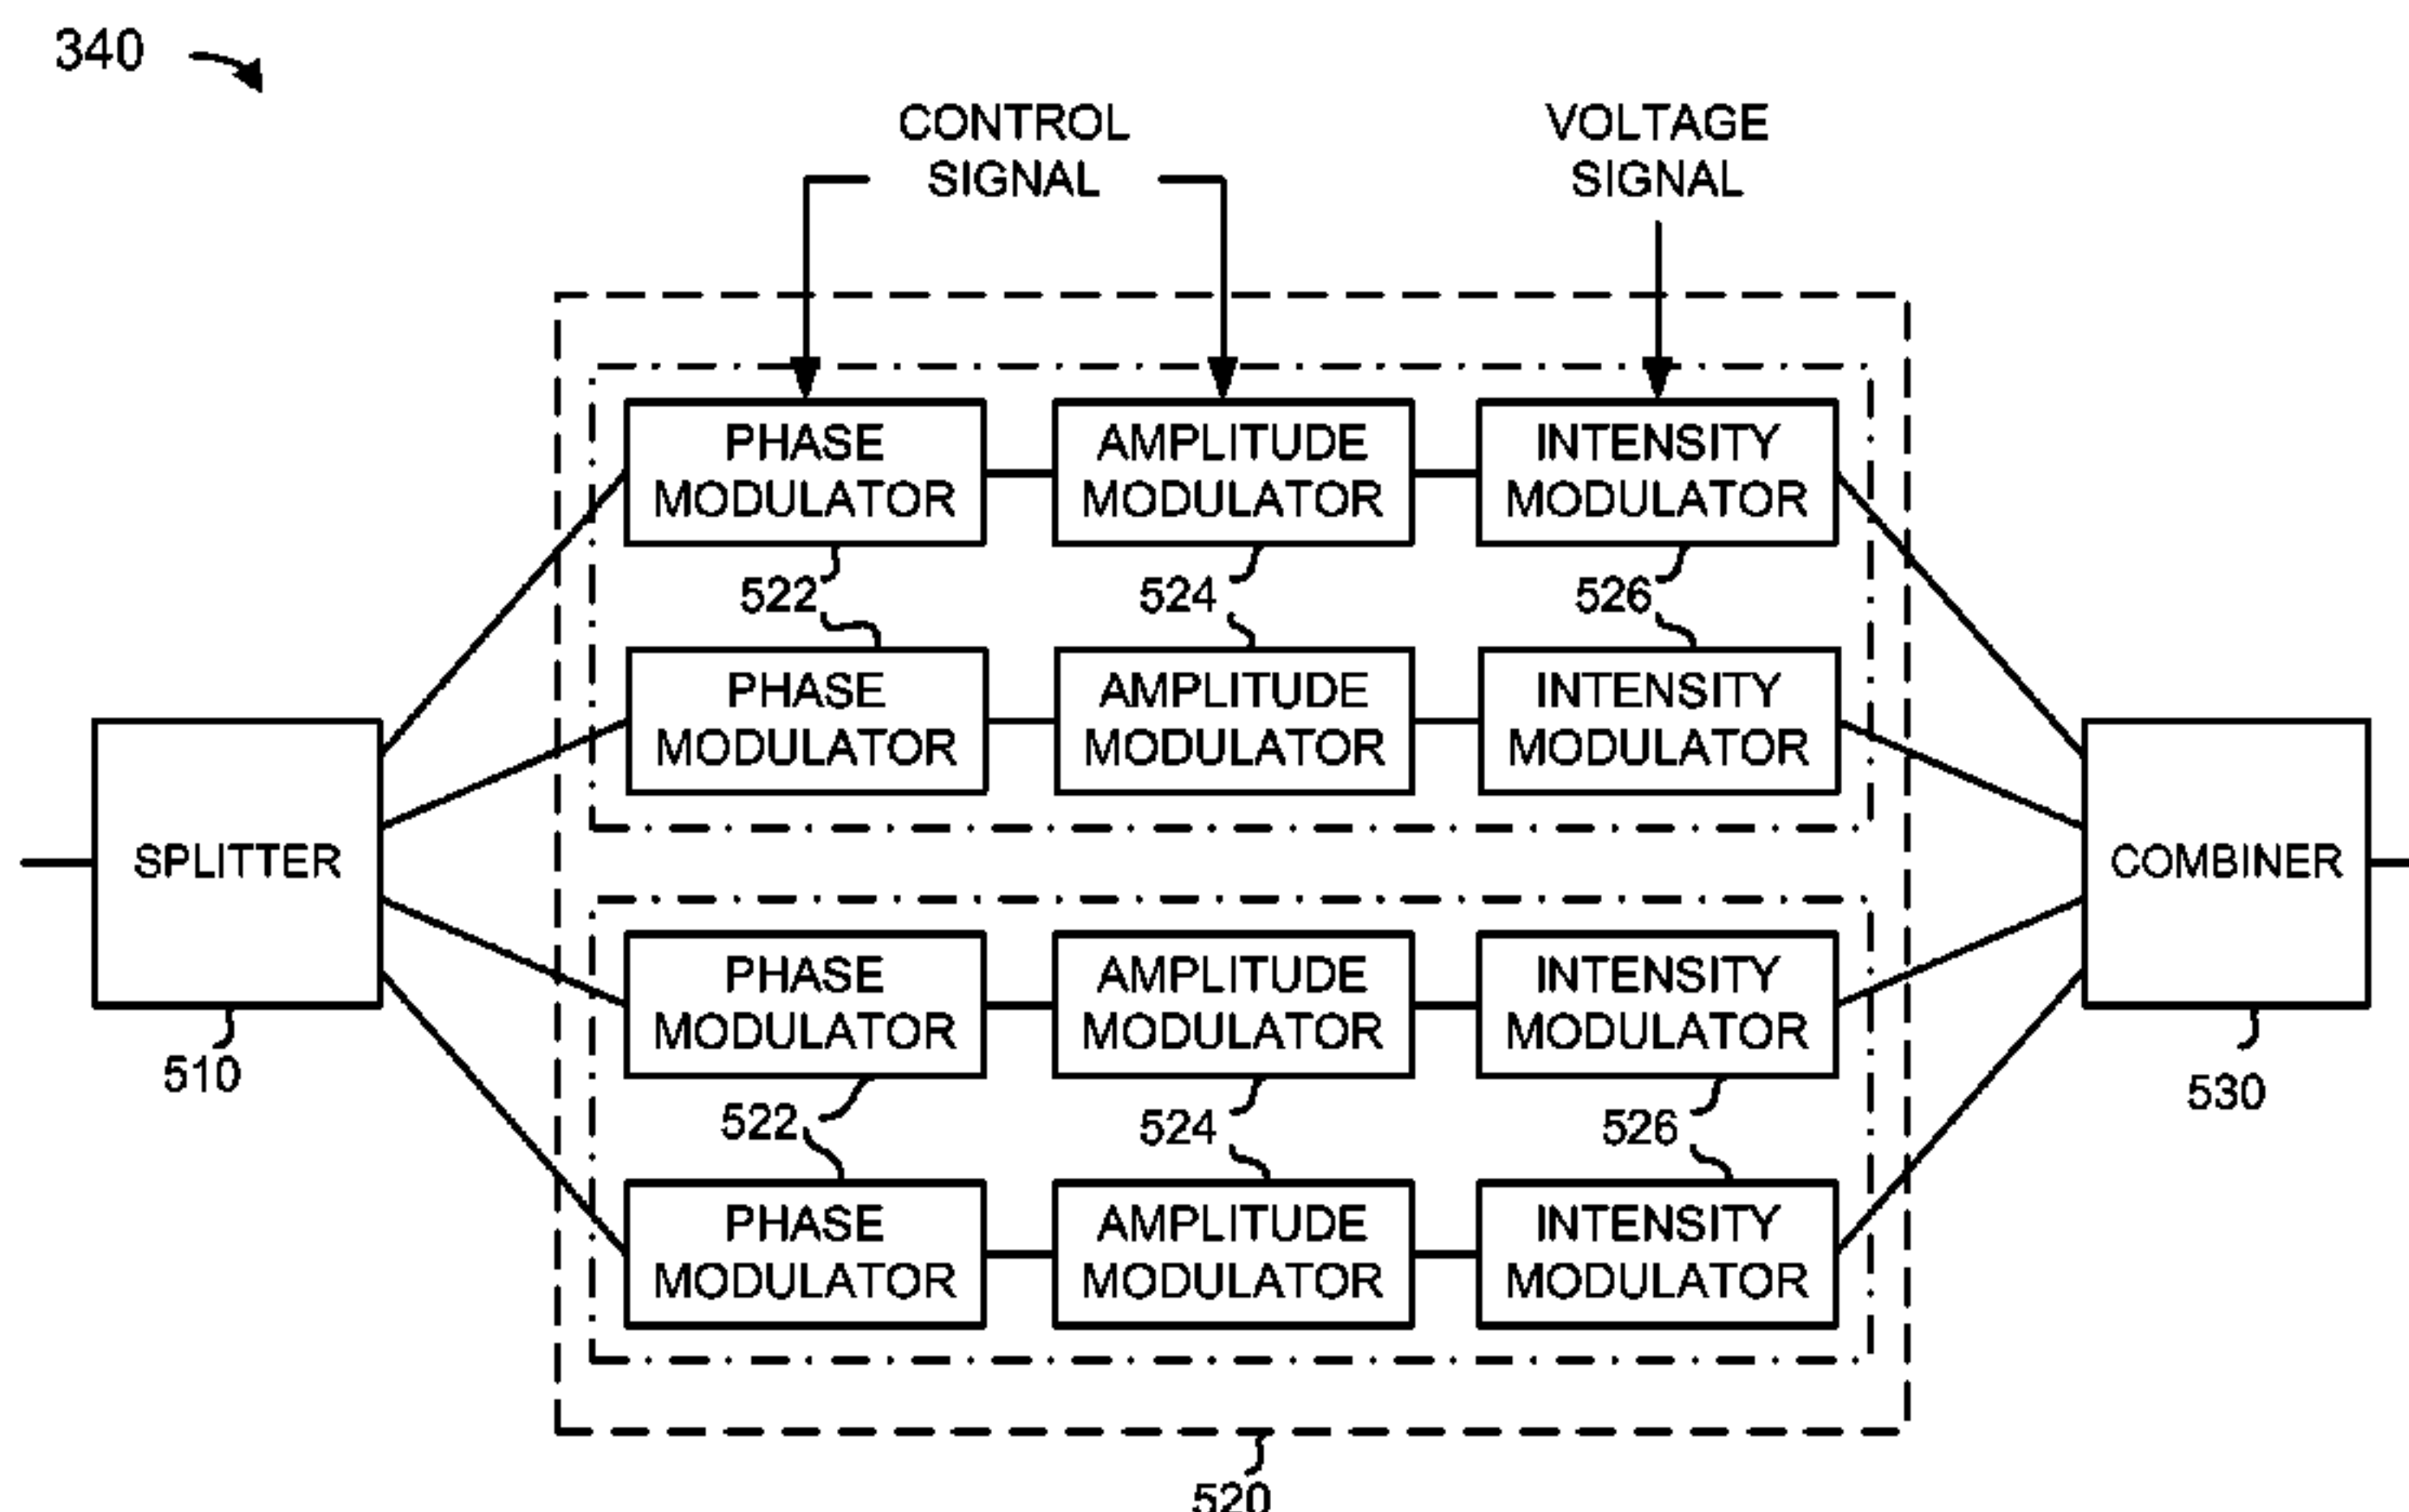 340
CONTROL
SIGNAL
VOLTAGE
SIGNAL
PHASE
MODULATOR
AMPLITUDE
MODULATOR
INTENSITY
MODULATOR
522
524
526
PHASE
MODULATOR
AMPLITUDE
MODULATOR
INTENSITY
MODULATOR
SPLITTER
510
COMBINER
530
PHASE
MODULATOR
AMPLITUDE
MODULATOR
INTENSITY
MODULATOR
522
524
526
PHASE
MODULATOR
AMPLITUDE
MODULATOR
INTENSITY
MODULATOR
520